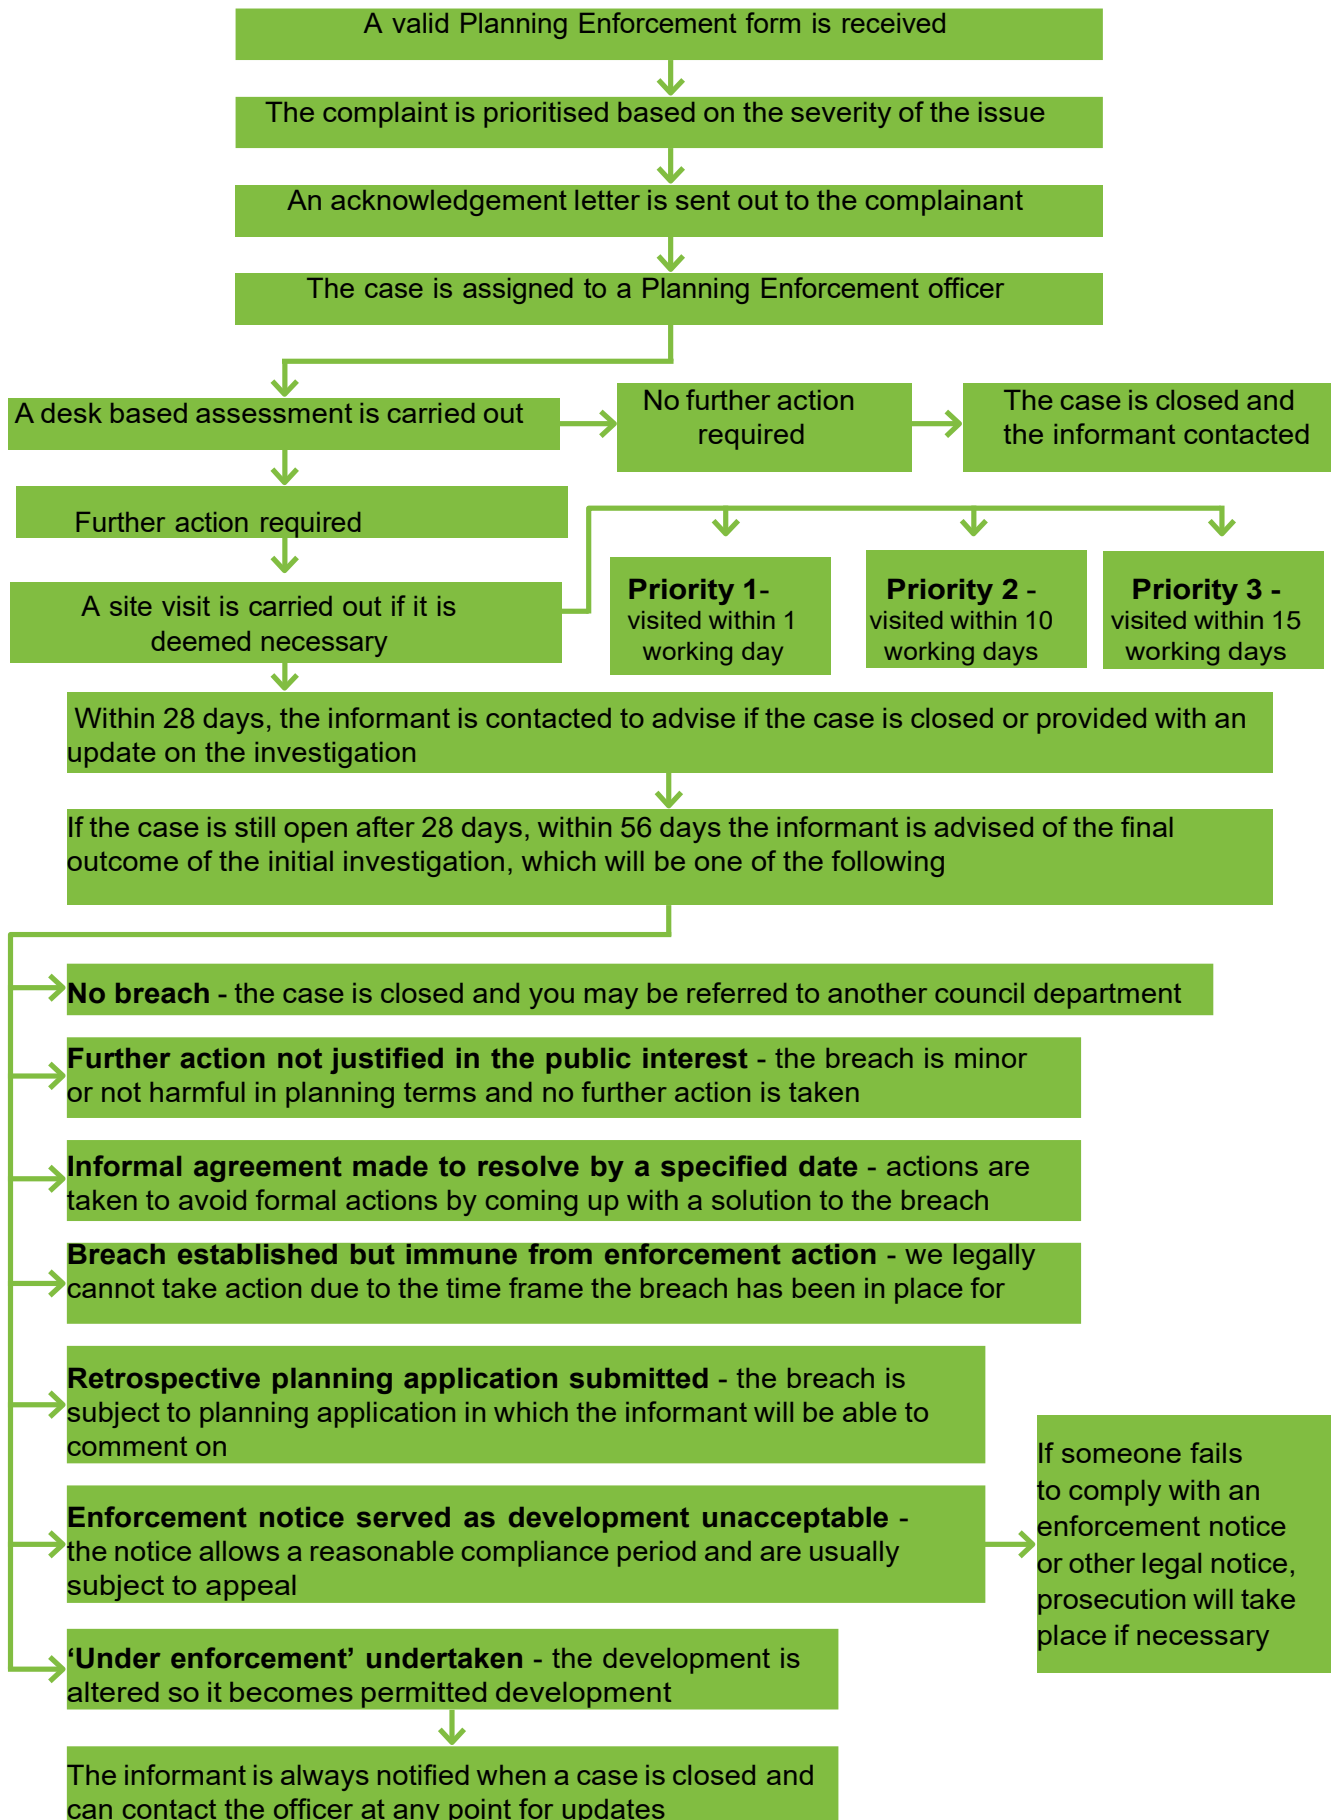 A valid Planning Enforcement form is received
The complaint is prioritised based on the severity of the issue
An acknowledgement letter is sent out to the complainant
The case is assigned to a Planning Enforcement officer
A desk based assessment is carried out
No further action
required
The case is closed and
the informant contacted
Further action required
A site visit is carried out if it is
deemed necessary
Priority 1-
visited within 1
working day
Priority 2 -
visited within 10
working days
Priority 3 -
visited within 15
working days
Within 28 days, the informant is contacted to advise if the case is closed or provided with an
update on the investigation
If the case is still open after 28 days, within 56 days the informant is advised of the final
outcome of the initial investigation, which will be one of the following
No breach - the case is closed and you may be referred to another council department
Further action not justified in the public interest - the breach is minor
or not harmful in planning terms and no further action is taken
Informal agreement made to resolve by a specified date - actions are
taken to avoid formal actions by coming up with a solution to the breach
Breach established but immune from enforcement action - we legally
cannot take action due to the time frame the breach has been in place for
Retrospective planning application submitted - the breach is
subject to planning application in which the informant will be able to
comment on
Enforcement notice served as development unacceptable -
the notice allows a reasonable compliance period and are usually
subject to appeal
If someone fails
to comply with an
enforcement notice
or other legal notice,
prosecution will take
place if necessary
‘Under enforcement’ undertaken - the development is
altered so it becomes permitted development
The informant is always notified when a case is closed and
can contact the officer at any point for updates